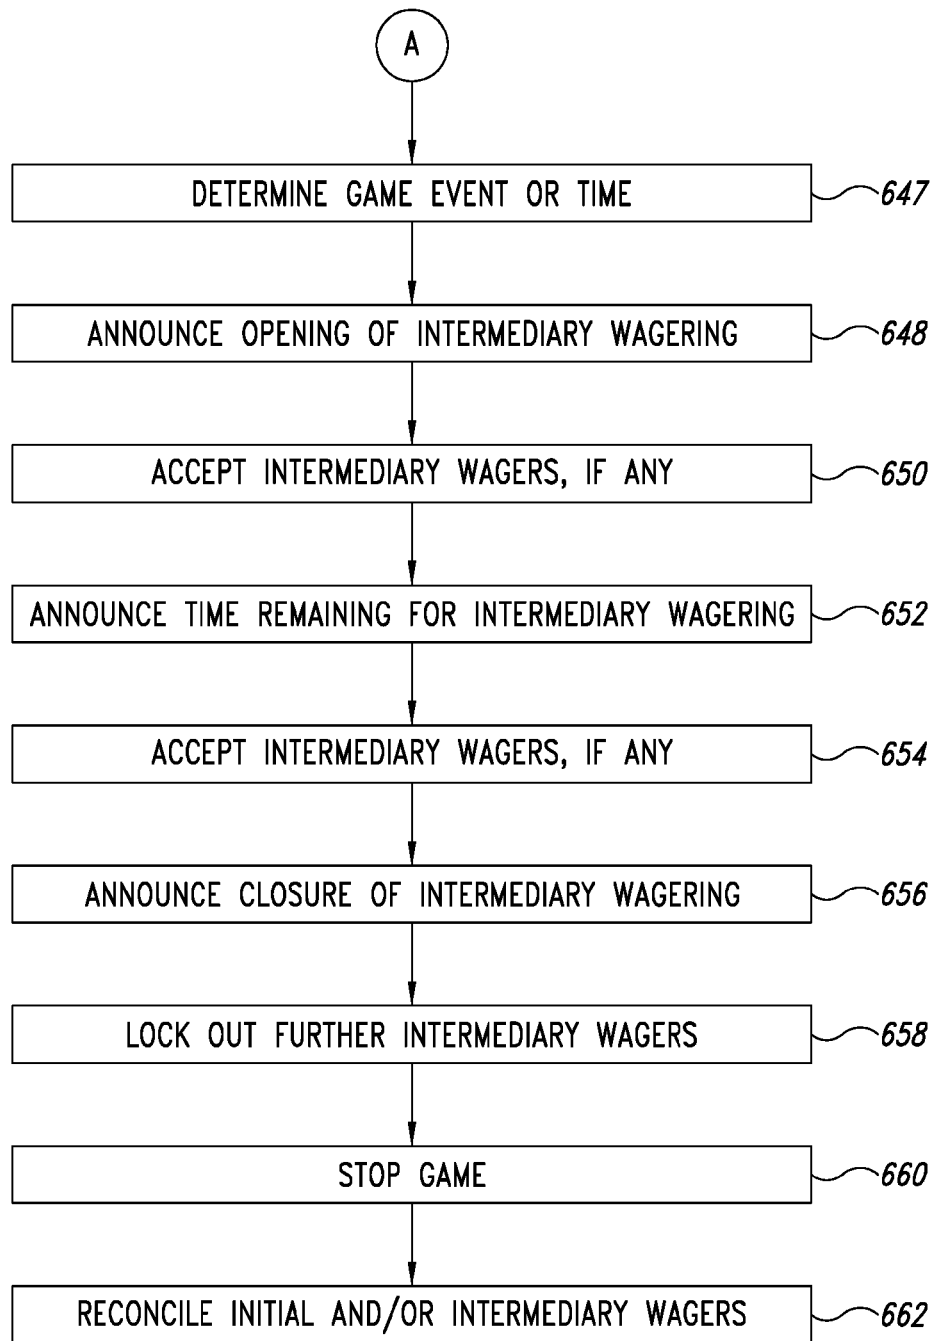 A
DETERMINE GAME EVENT OR TIME 647
ANNOUNCE OPENING OF INTERMEDIARY WAGERING 648
ACCEPT INTERMEDIARY WAGERS, IF ANY 650
ANNOUNCE TIME REMAINING FOR INTERMEDIARY WAGERING 652
ACCEPT INTERMEDIARY WAGERS, IF ANY 654
ANNOUNCE CLOSURE OF INTERMEDIARY WAGERING 656
LOCK OUT FURTHER INTERMEDIARY WAGERS 658
STOP GAME 660
RECONCILE INITIAL AND/OR INTERMEDIARY WAGERS 662